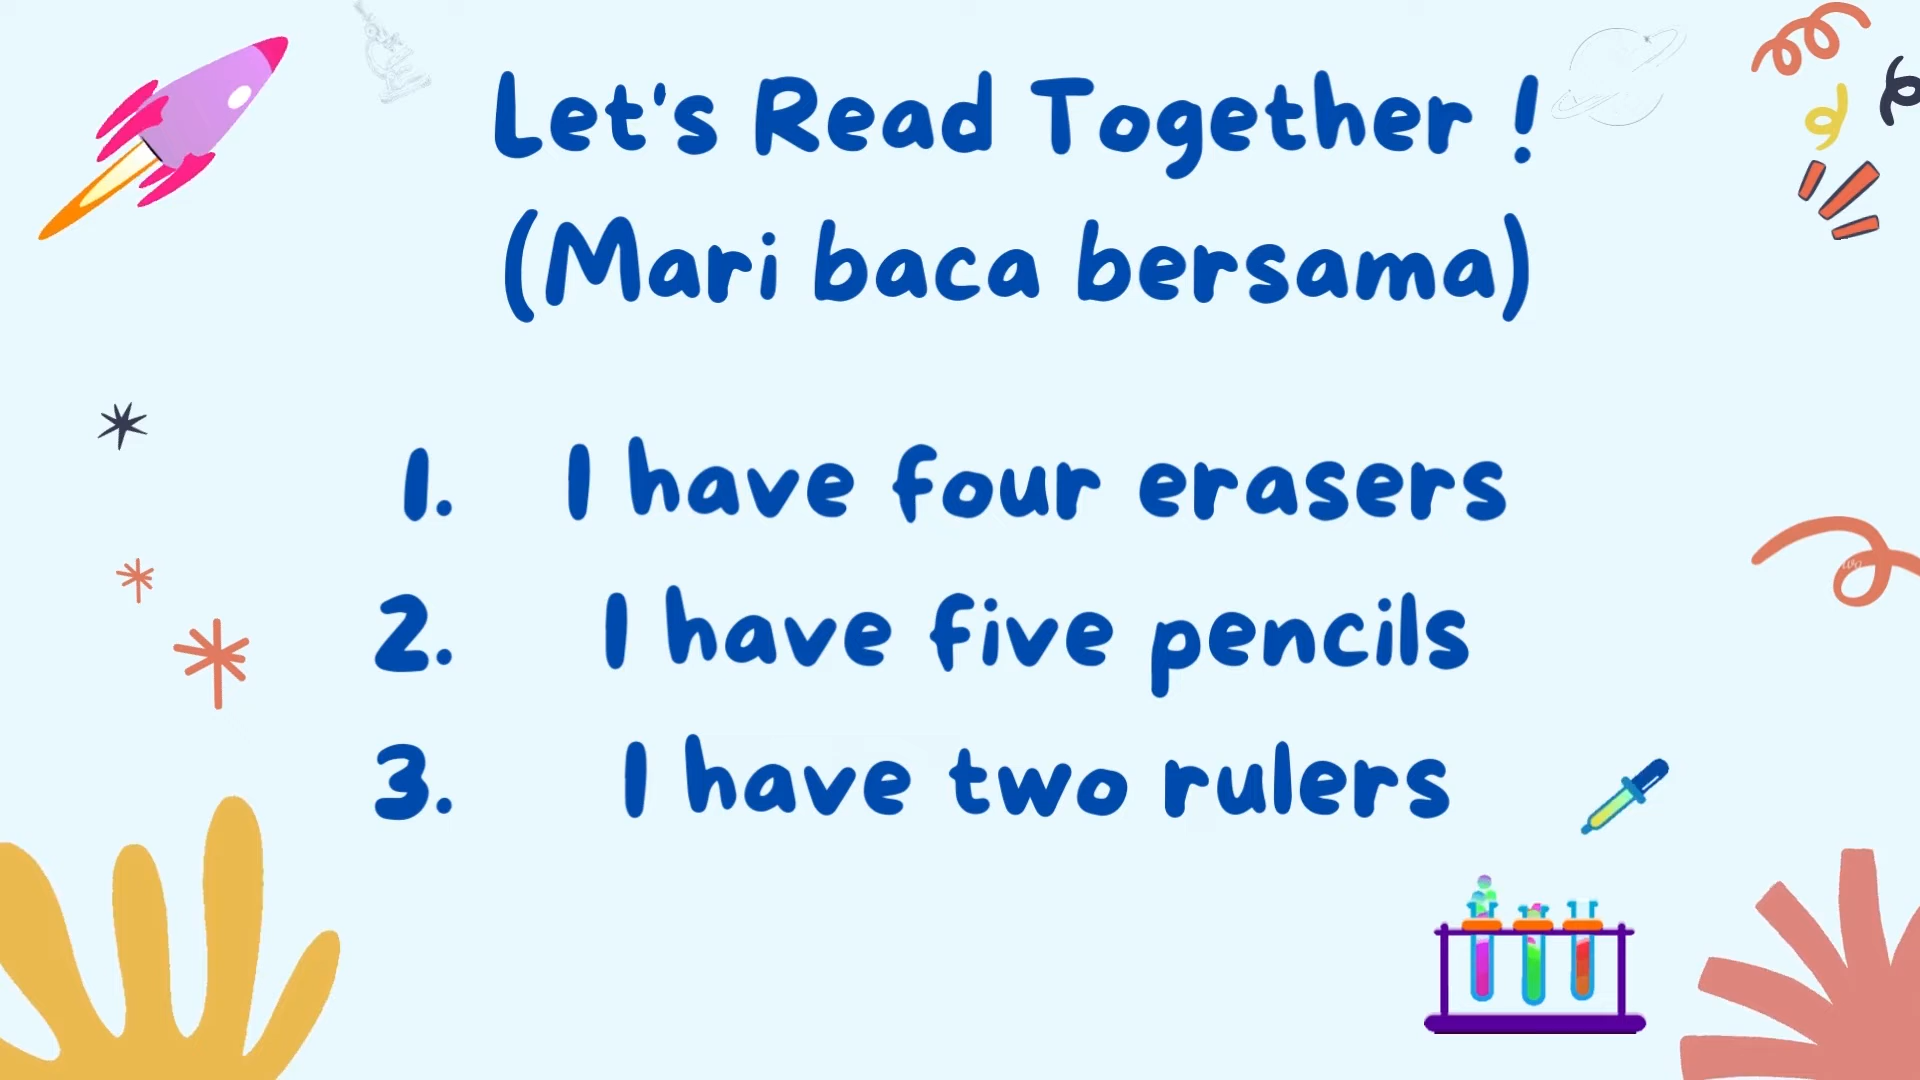 Let's Read Together !
(Mari baca bersama)
1. I have four erasers
2. I have five pencils
3. I have two rulers